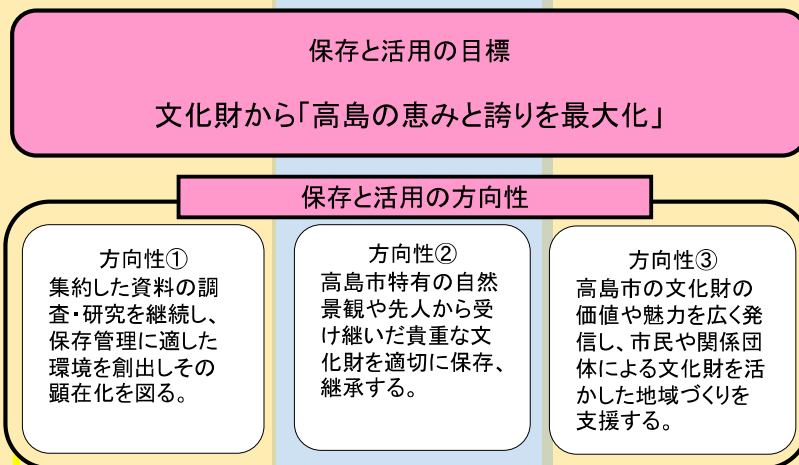 保存と活用の目標
文化財から「高島の恵みと誇りを最大化」
保存と活用の方向性
方向性①
集約した資料の調
査・研究を継続し、
保存管理に適した
環境を創出しその
顕在化を図る。
方向性②
高島市特有の自然
景観や先人から受
け継いだ貴重な文
化財を適切に保存、
継承する。
方向性③
高島市の文化財の
価値や魅力を広く発
信し、市民や関係団
体による文化財を活
かした地域づくりを
支援する。